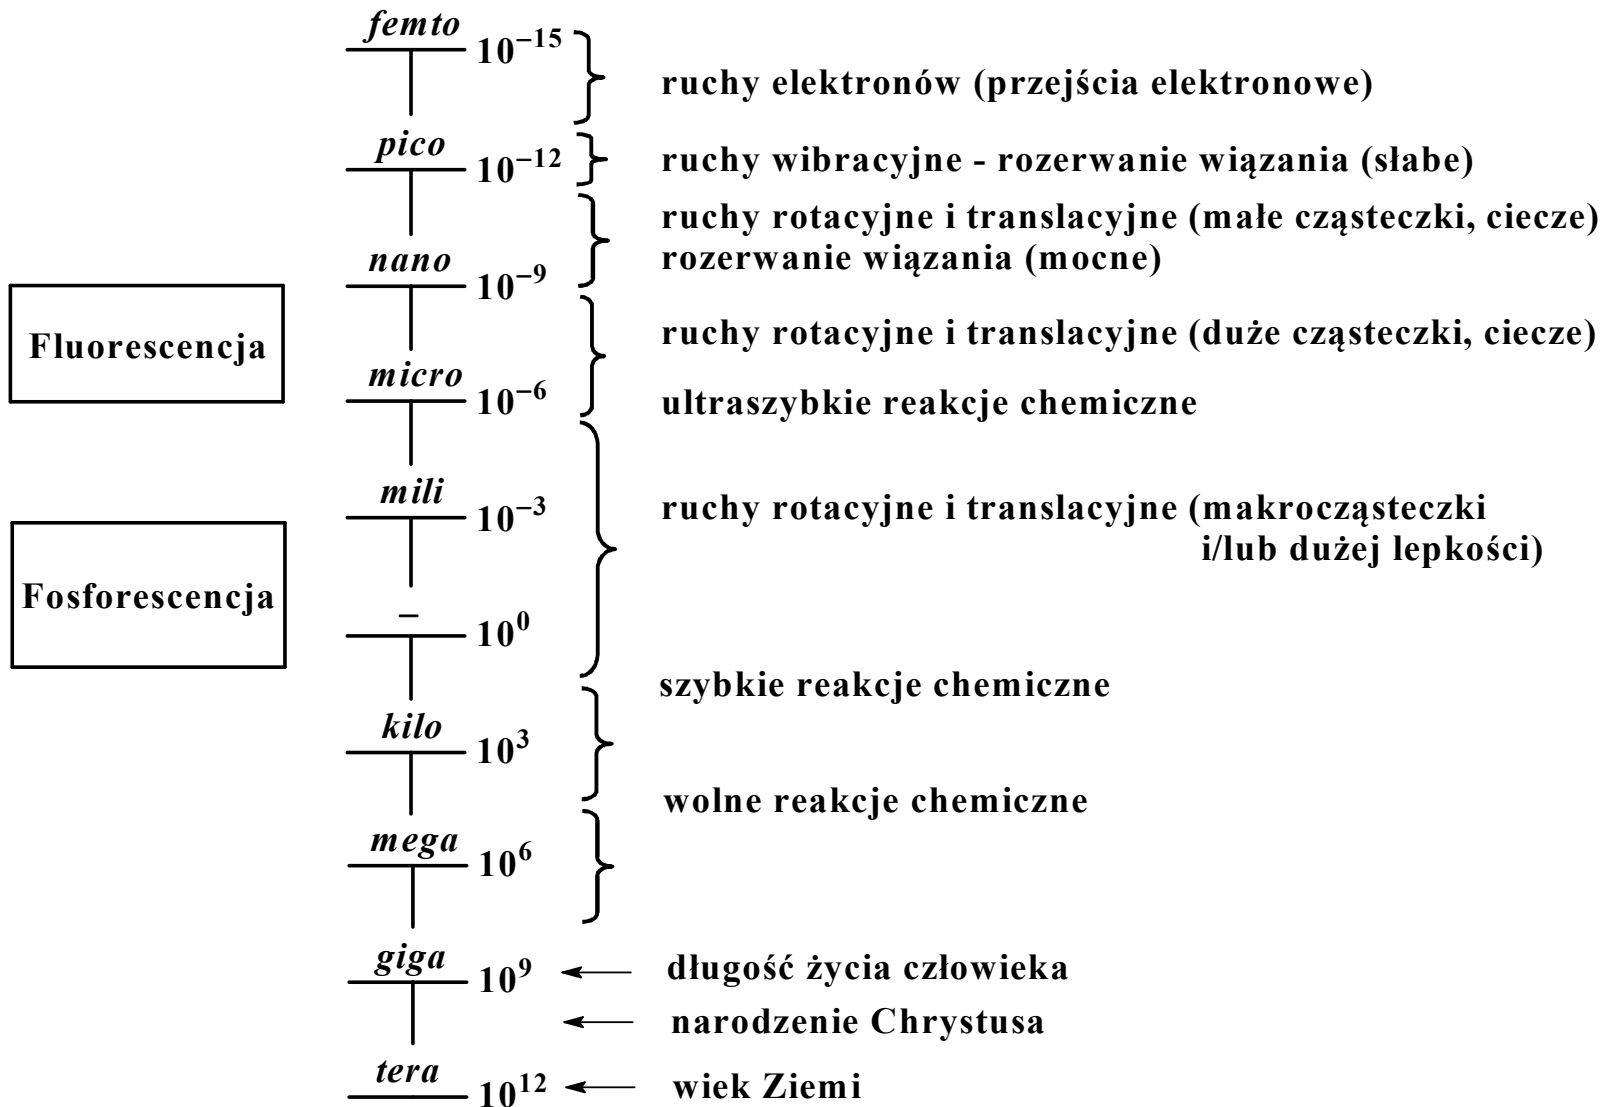 femto
10⁻¹⁵
ruchy elektronów (przejścia elektronowe)
pico
10⁻¹²
ruchy wibracyjne - rozerwanie wiązania (słabe)
ruchy rotacyjne i translacyjne (małe cząsteczki, ciecze)
rozerwanie wiązania (mocne)
nano
10⁻⁹
Fluorescencja
ruchy rotacyjne i translacyjne (duże cząsteczki, ciecze)
micro
10⁻⁶
ultraszybkie reakcje chemiczne
mili
10⁻³
ruchy rotacyjne i translacyjne (makrocząsteczki
i/lub dużej lepkości)
Fosforescencja
–
10⁰
szybkie reakcje chemiczne
kilo
10³
wolne reakcje chemiczne
mega
10⁶
giga
10⁹
długość życia człowieka
narodzenie Chrystusa
tera
10¹²
wiek Ziemi